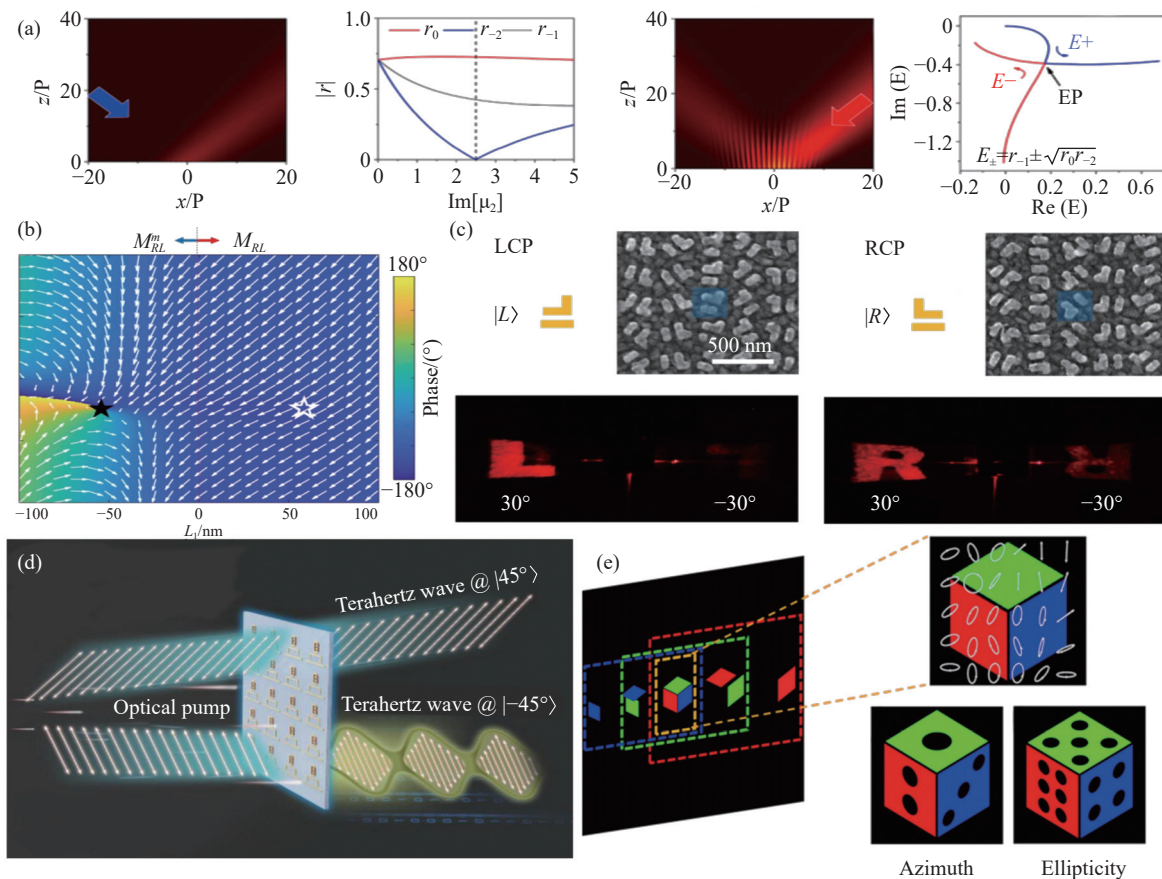 (a)
40
20
0
z/P
−20
0
20
x/P
1.0
0.5
0.0
|r|
r₀
r₋₂
r₋₁
0
1
2
3
4
5
Im[μ₂]
40
20
0
z/P
−20
0
20
x/P
0
−0.4
−0.8
−1.2
Im (E)
E+
E−
EP
E±=r₋₁±√r₀r₋₂
−0.2
0
0.2
0.2
0.6
Re (E)
(b)
M^m_RL
M_RL
180°
Phase/(°)
−180°
−100
−50
0
50
100
L₁/nm
(c)
LCP
|L⟩
500 nm
RCP
|R⟩
L
30°
−30°
R
30°
−30°
(d)
Terahertz wave @ |45°⟩
Optical pump
Terahertz wave @ |−45°⟩
(e)
Azimuth
Ellipticity